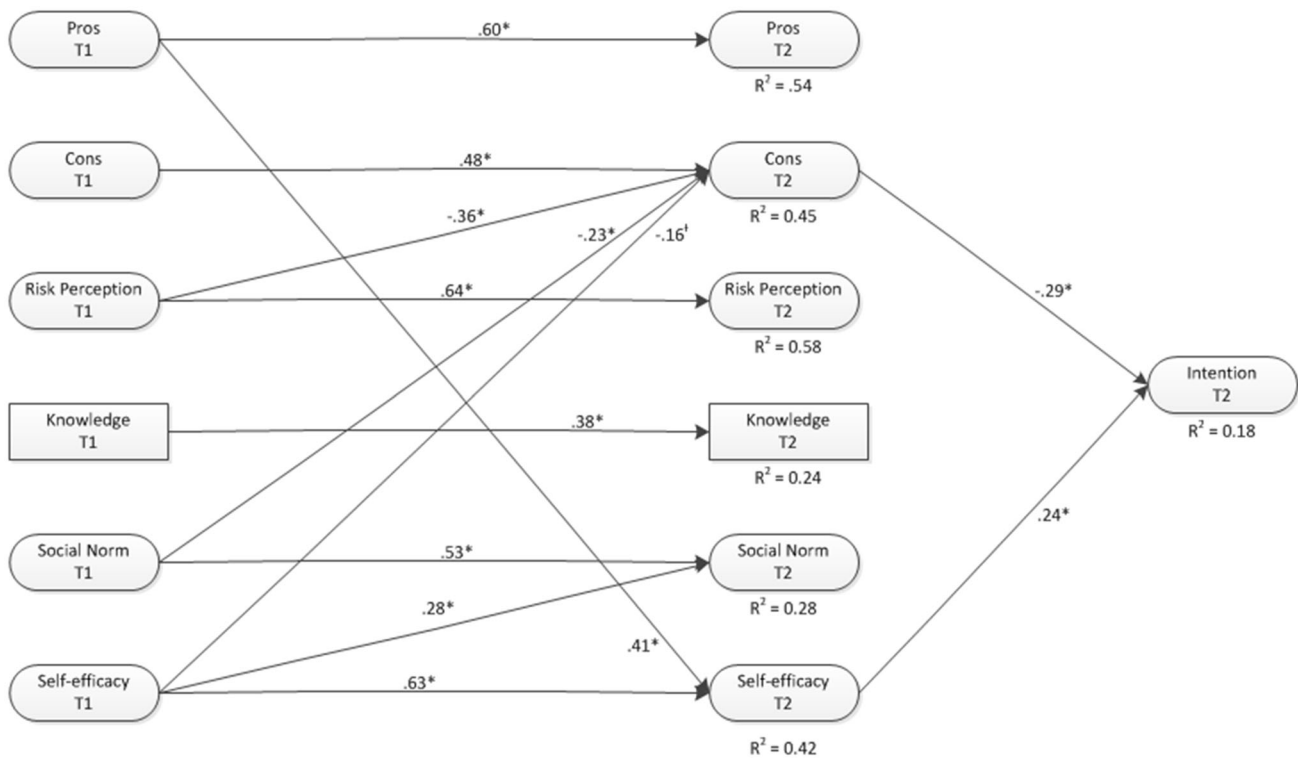 Pros
T1
.60*
Pros
T2
R² = .54
Cons
T1
.48*
Cons
T2
R² = 0.45
-.36*
-.23*
-.16ƚ
Risk Perception
T1
.64*
Risk Perception
T2
R² = 0.58
-.29*
Intention
T2
R² = 0.18
Knowledge
T1
.38*
Knowledge
T2
R² = 0.24
.24*
Social Norm
T1
.53*
Social Norm
T2
R² = 0.28
.28*
.41*
Self-efficacy
T1
.63*
Self-efficacy
T2
R² = 0.42